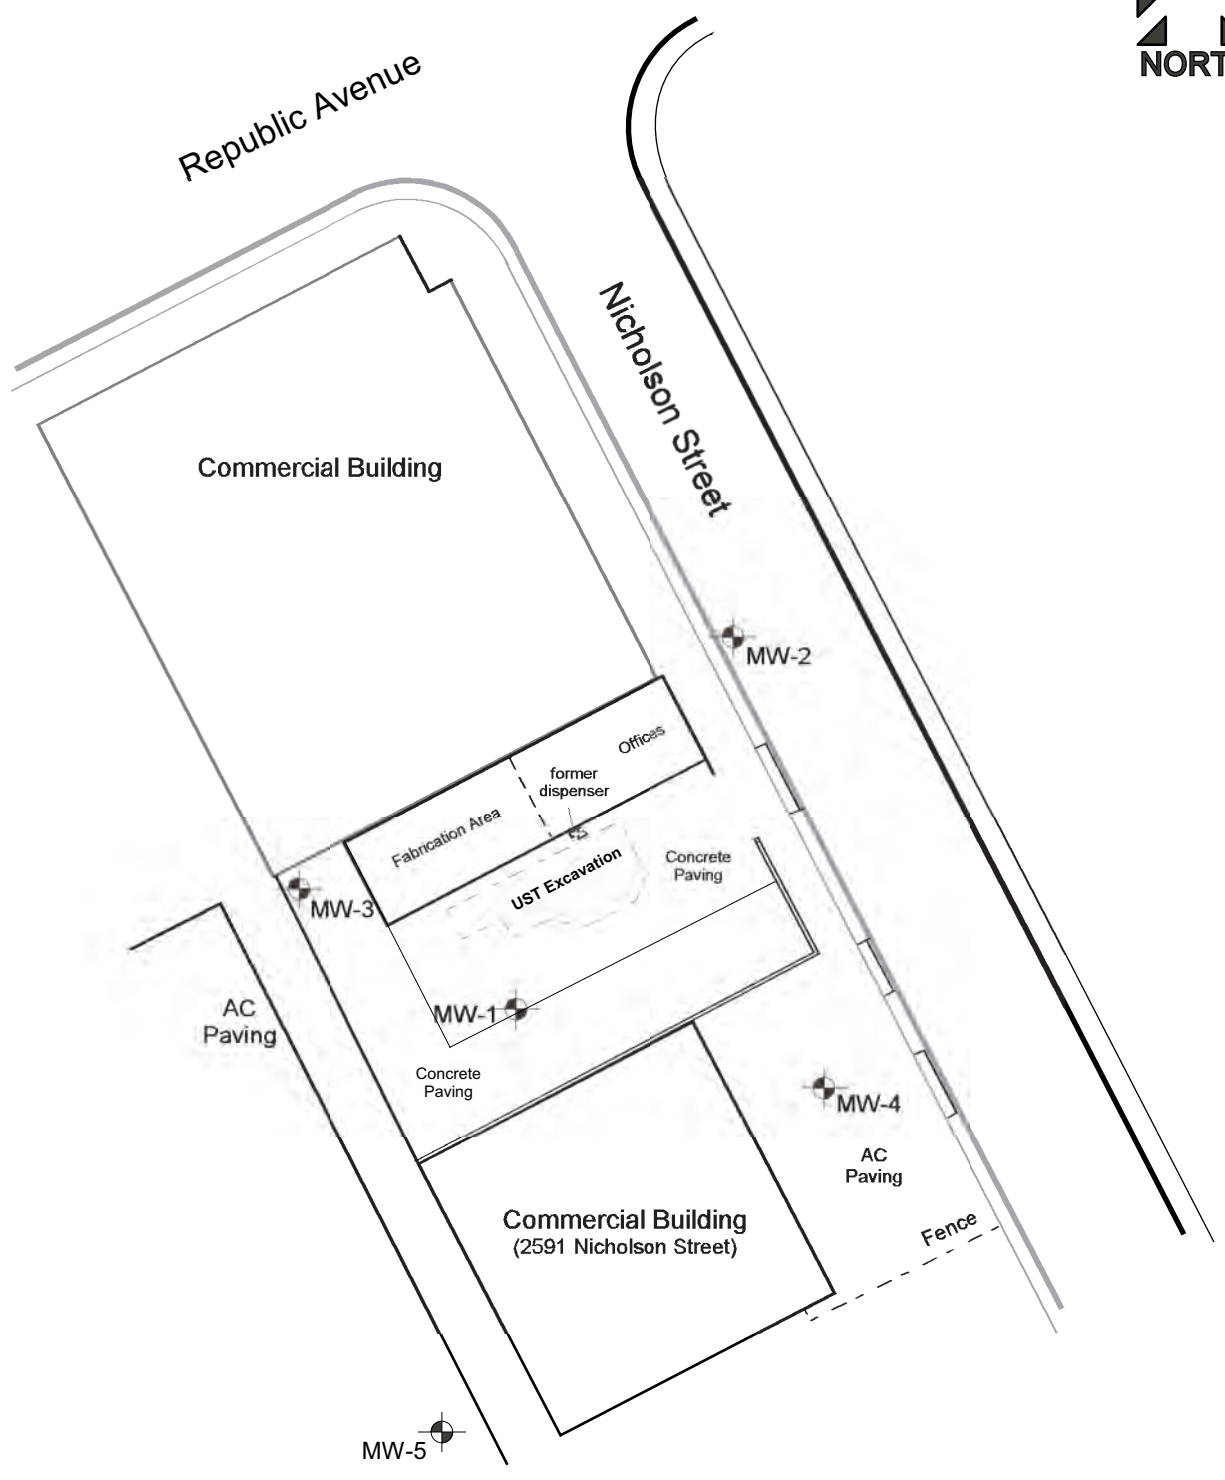 NORT
Republic Avenue
Nicholson Street
Commercial Building
MW-2
Offices
former
dispenser
Fabrication Area
UST Excavation
Concrete
Paving
MW-3
AC
Paving
MW-1
Concrete
Paving
MW-4
AC
Paving
Commercial Building
(2591 Nicholson Street)
Fence
MW-5